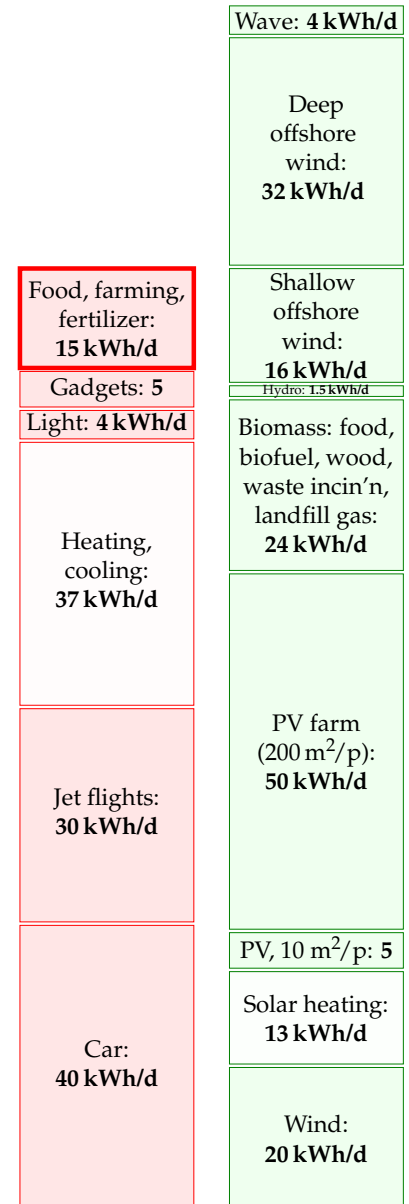 Food, farming,
fertilizer:
15 kWh/d
Gadgets: 5
Light: 4 kWh/d
Heating,
cooling:
37 kWh/d
Jet flights:
30 kWh/d
Car:
40 kWh/d
Wave: 4 kWh/d
Deep
offshore
wind:
32 kWh/d
Shallow
offshore
wind:
16 kWh/d
Hydro: 1.5 kWh/d
Biomass: food,
biofuel, wood,
waste incin’n,
landfill gas:
24 kWh/d
PV farm
(200 m²/p):
50 kWh/d
PV, 10 m²/p: 5
Solar heating:
13 kWh/d
Wind:
20 kWh/d